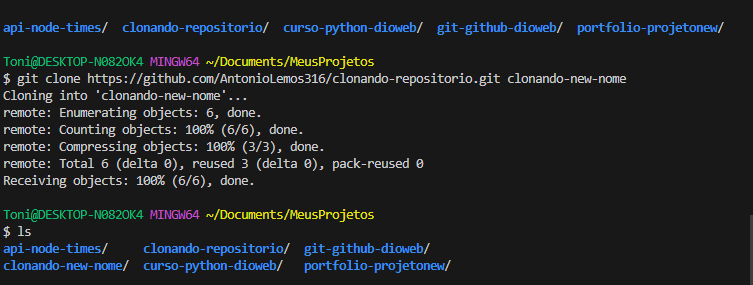 api-node-times/  clonando-repositorio/  curso-python-dioweb/  git-github-dioweb/  portfolio-projetonew/
Toni@DESKTOP-N082OK4 MINGW64 ~/Documents/MeusProjetos
$ git clone https://github.com/AntonioLemos316/clonando-repositorio.git clonando-new-nome
Cloning into 'clonando-new-nome'...
remote: Enumerating objects: 6, done.
remote: Counting objects: 100% (6/6), done.
remote: Compressing objects: 100% (3/3), done.
remote: Total 6 (delta 0), reused 3 (delta 0), pack-reused 0
Receiving objects: 100% (6/6), done.
Toni@DESKTOP-N082OK4 MINGW64 ~/Documents/MeusProjetos
$ ls
api-node-times/     clonando-repositorio/  git-github-dioweb/
clonando-new-nome/  curso-python-dioweb/   portfolio-projetonew/